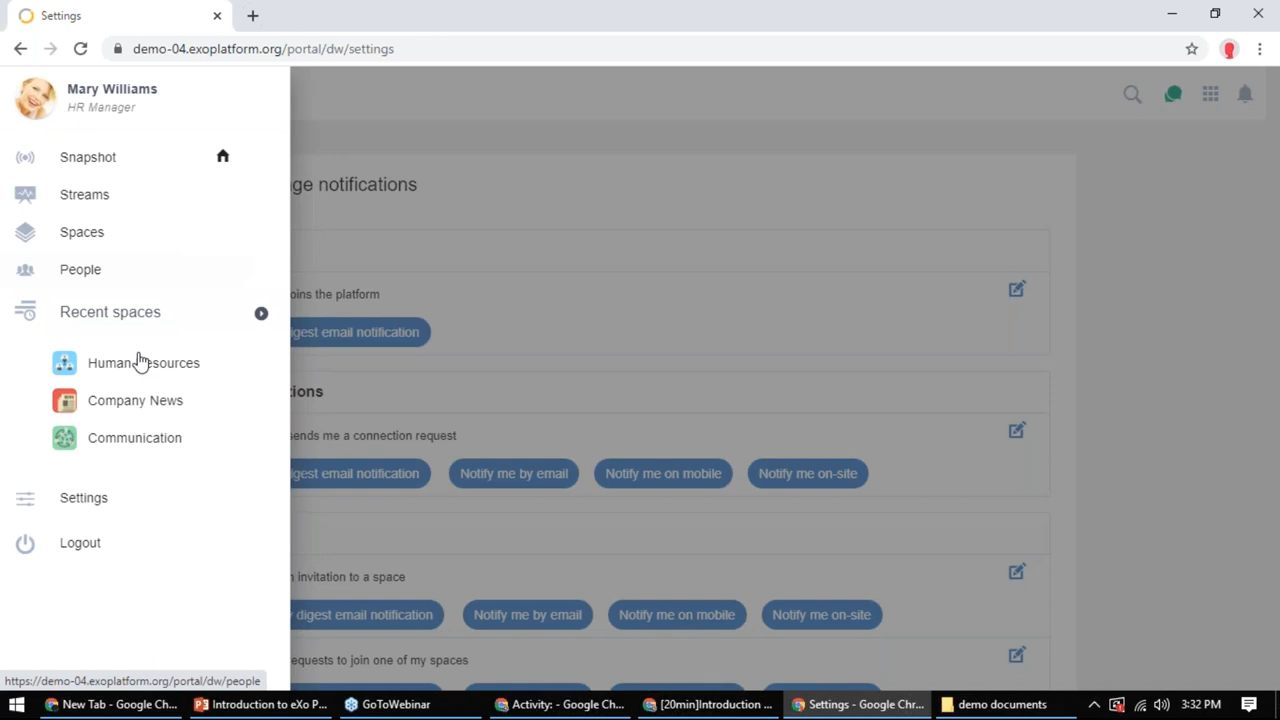 Settings
demo-04.exoplatform.org/portal/dw/settings
Mary Williams
HR Manager
Snapshot
Streams
Spaces
People
Recent spaces
Human Resources
Company News
Communication
Settings
Logout
ge notifications
oins the platform
igest email notification
tions
sends me a connection request
igest email notification
Notify me by email
Notify me on mobile
Notify me on-site
n invitation to a space
digest email notification
Notify me by email
Notify me on mobile
Notify me on-site
equests to join one of my spaces
https://demo-04.exoplatform.org/portal/dw/people
New Tab - Google Ch...
Introduction to eXo P...
GoToWebinar
Activity: - Google Ch...
[20min]Introduction ...
Settings - Google Chr...
demo documents
3:32 PM